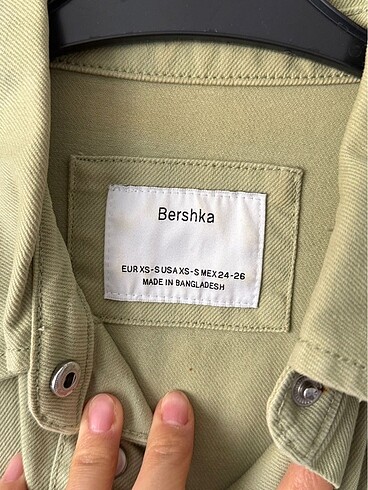 Bershka
EUR XS-S USA XS-S MEX 24-26
MADE IN BANGLADESH